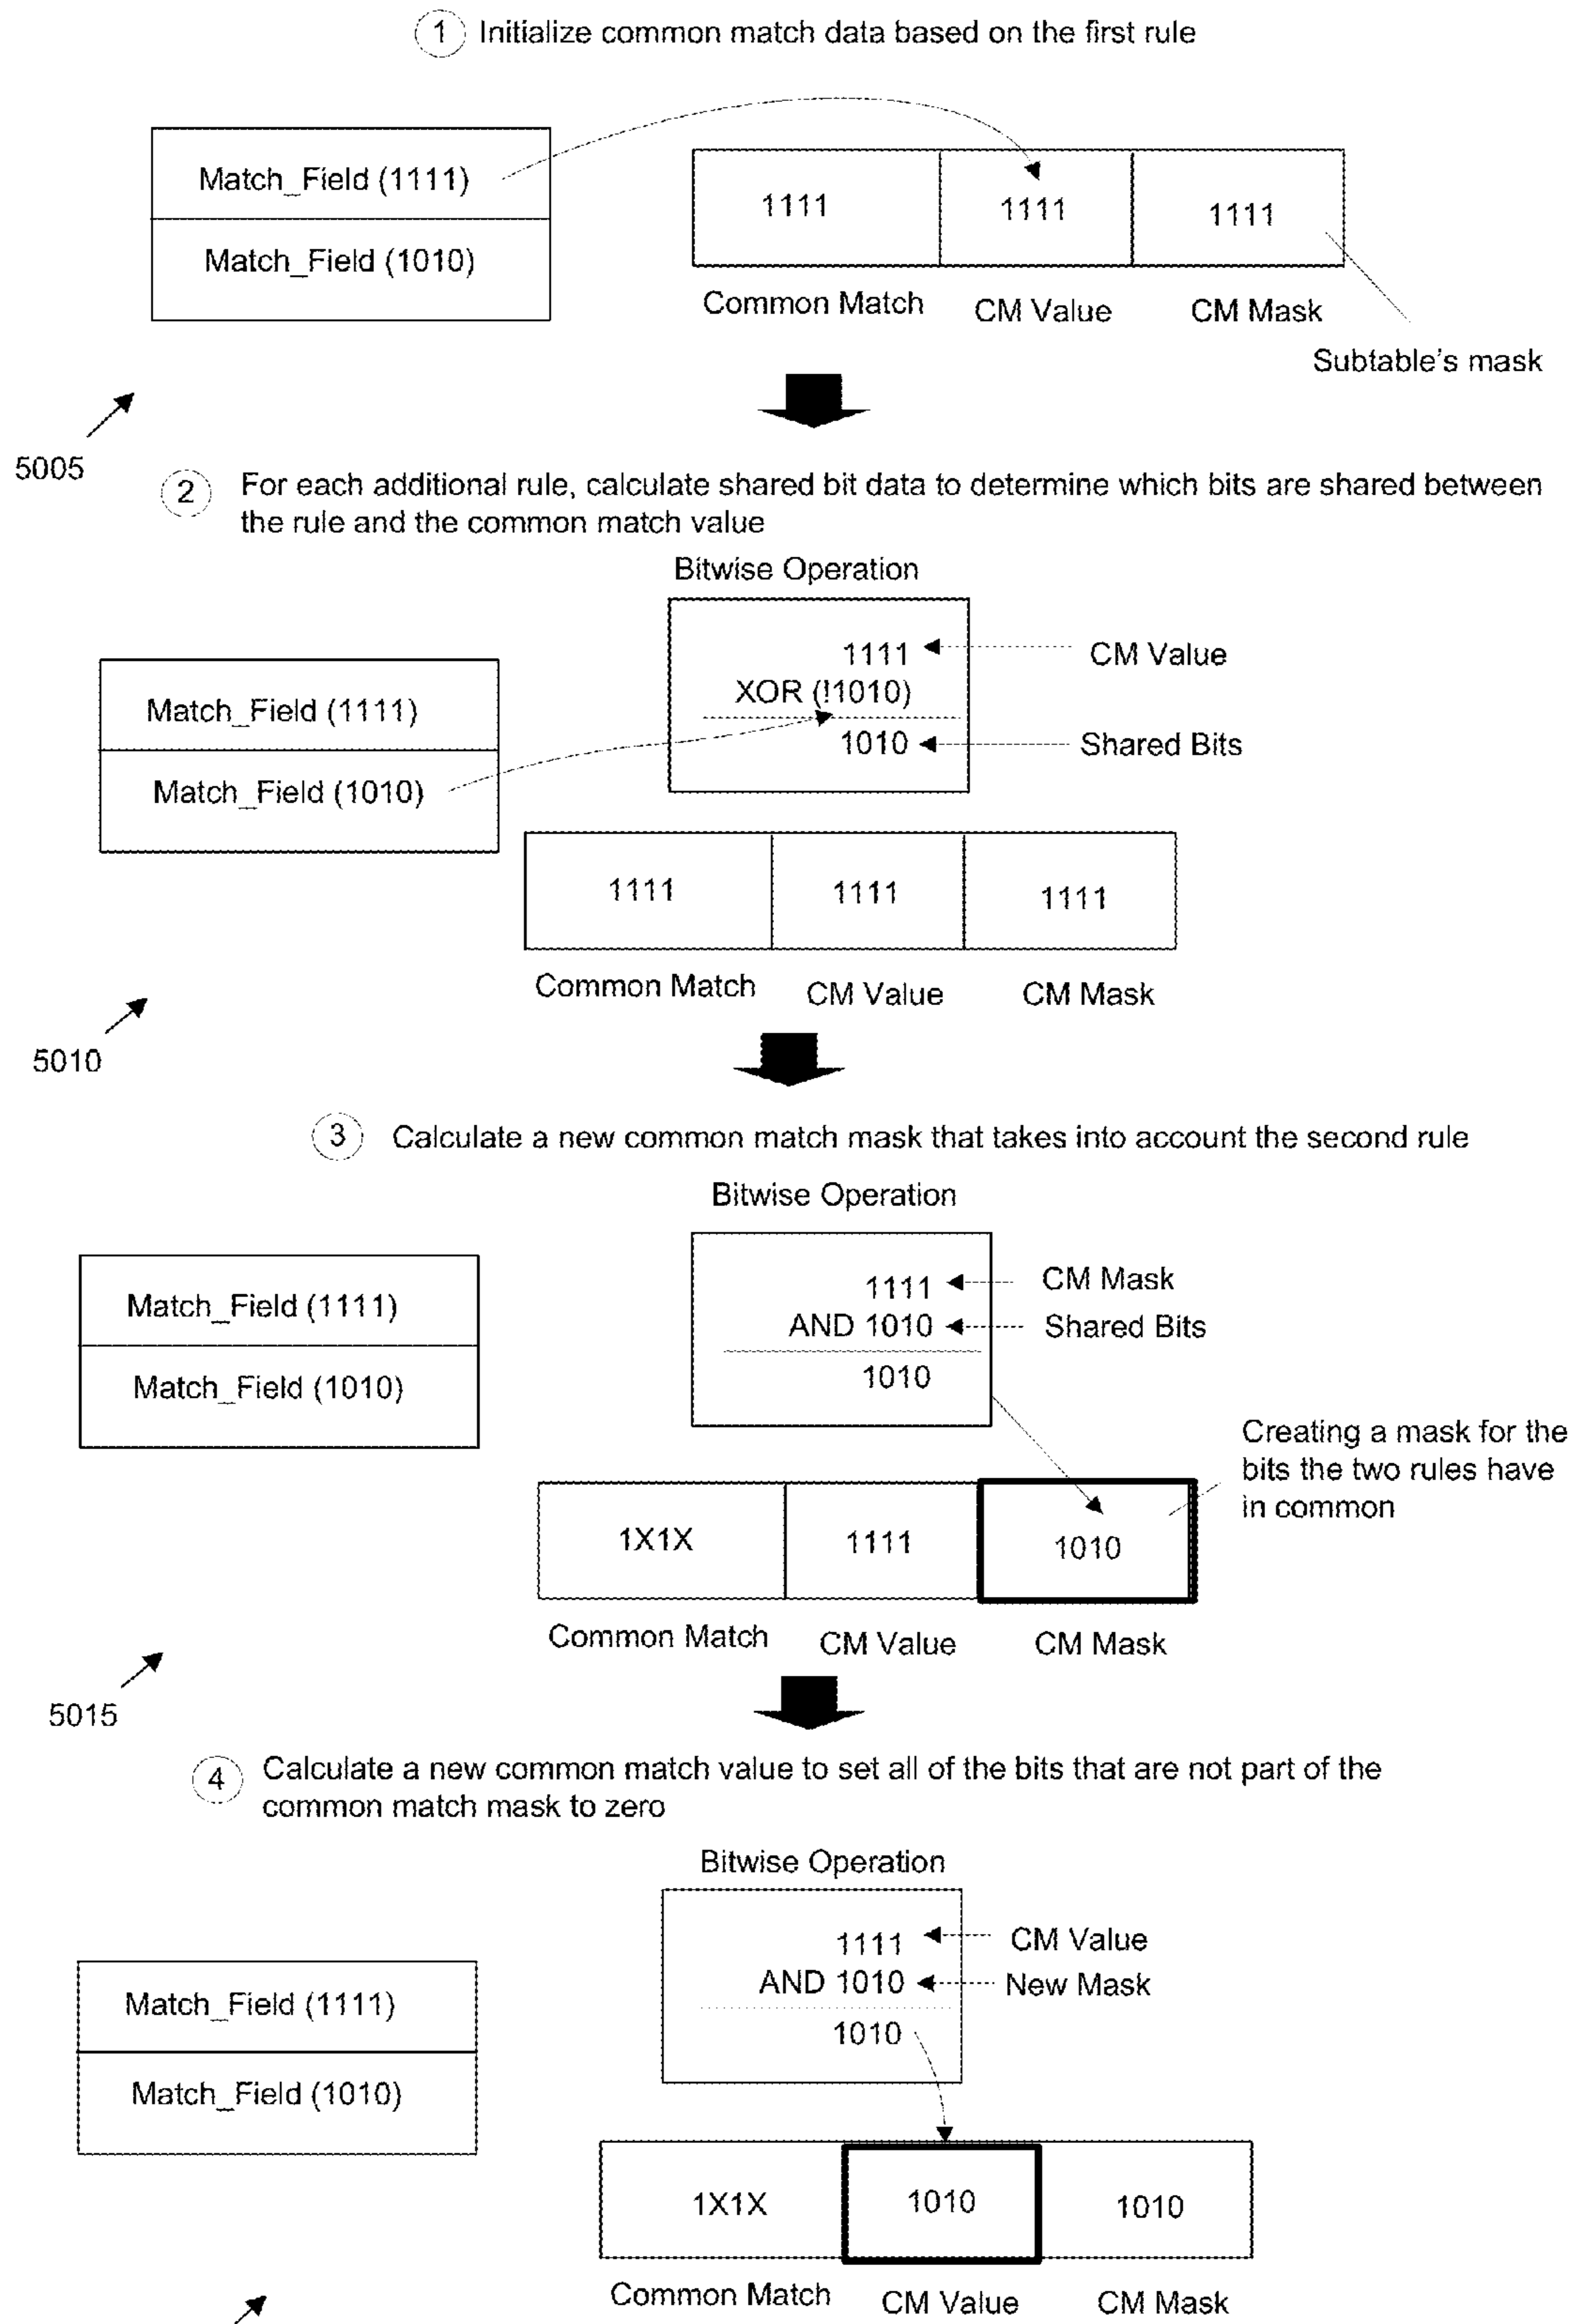 1 Initialize common match data based on the first rule
Match_Field (1111)
Match_Field (1010)
1111
1111
1111
Common Match
CM Value
CM Mask
Subtable's mask
5005
2 For each additional rule, calculate shared bit data to determine which bits are shared between
the rule and the common match value
Bitwise Operation
1111
CM Value
XOR (!1010)
1010
Shared Bits
Match_Field (1111)
Match_Field (1010)
1111
1111
1111
Common Match
CM Value
CM Mask
5010
3 Calculate a new common match mask that takes into account the second rule
Bitwise Operation
1111
CM Mask
AND 1010
Shared Bits
1010
Match_Field (1111)
Match_Field (1010)
Creating a mask for the
bits the two rules have
in common
1X1X
1111
1010
Common Match
CM Value
CM Mask
5015
4 Calculate a new common match value to set all of the bits that are not part of the
common match mask to zero
Bitwise Operation
1111
CM Value
AND 1010
New Mask
1010
Match_Field (1111)
Match_Field (1010)
1X1X
1010
1010
Common Match
CM Value
CM Mask